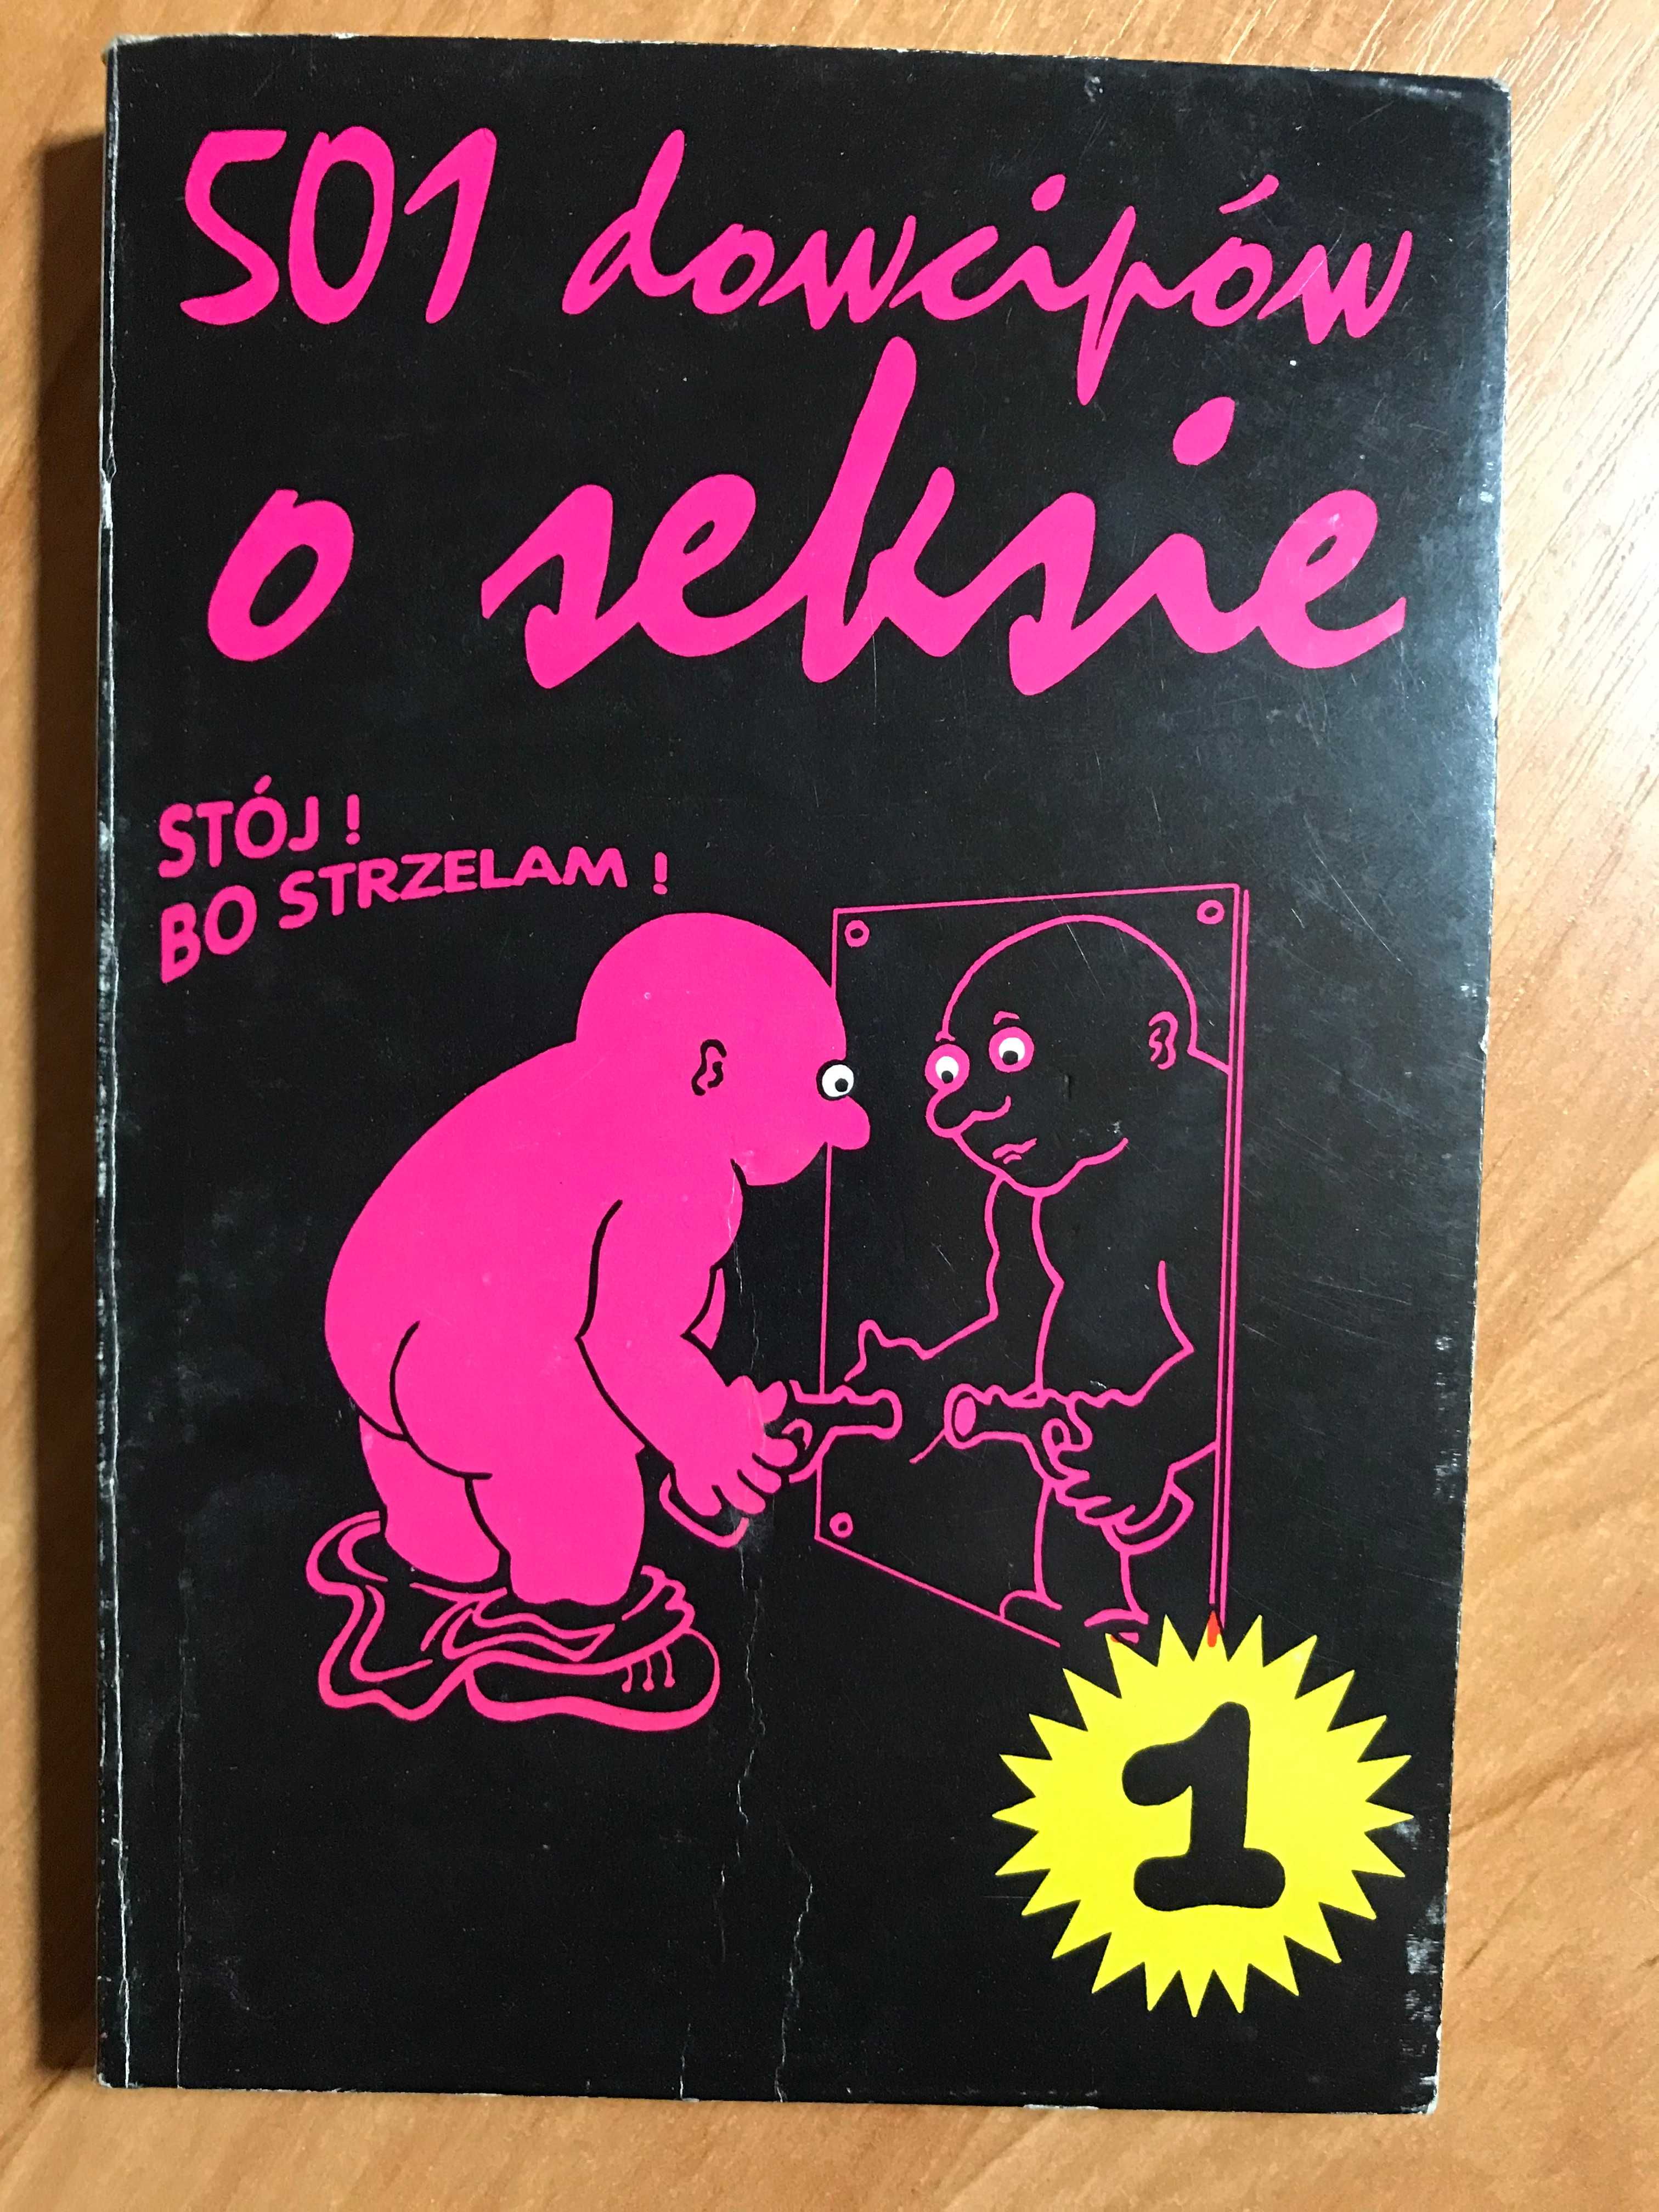 501 dowcipów
o seksie
STÓJ !
BO STRZELAM !
1